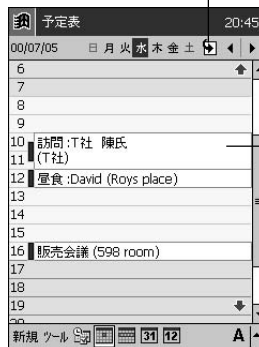 予定表 20:45
00/07/05 日 月 火 水 木 金 土
6
7
8
9
10 訪問 :T社 陳氏
11 (T社)
12 昼食 :David (Roys place)
13
14
15
16 販売会議 (598 room)
17
18
19
新規 ツール 31 12 A